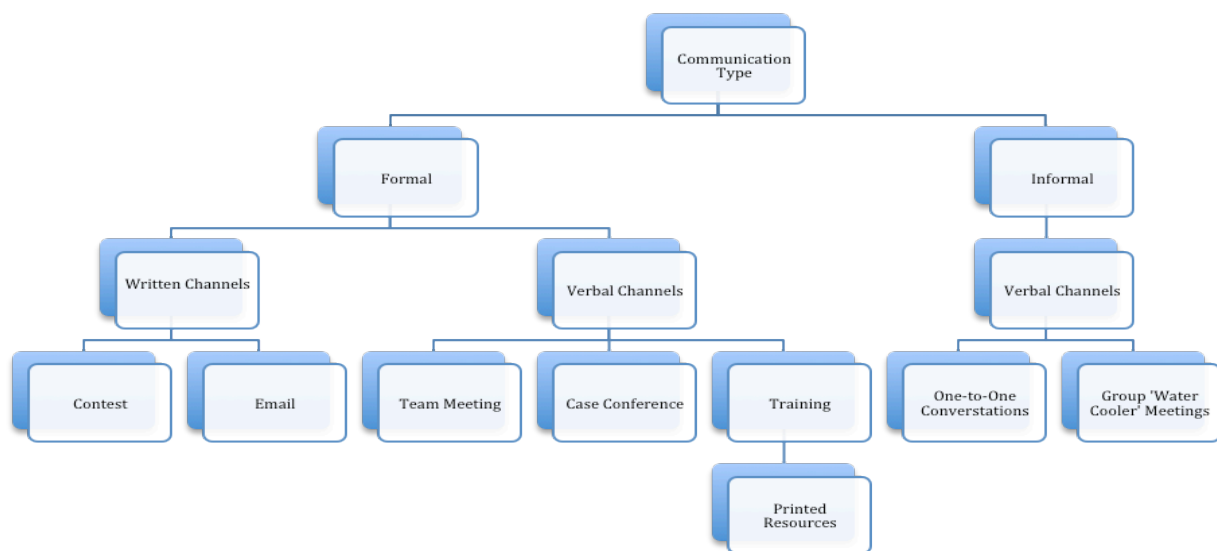 Communication
Type
Formal
Informal
Written Channels
Verbal Channels
Verbal Channels
Contest
Email
Team Meeting
Case Conference
Training
One-to-One
Converstations
Group 'Water
Cooler' Meetings
Printed
Resources